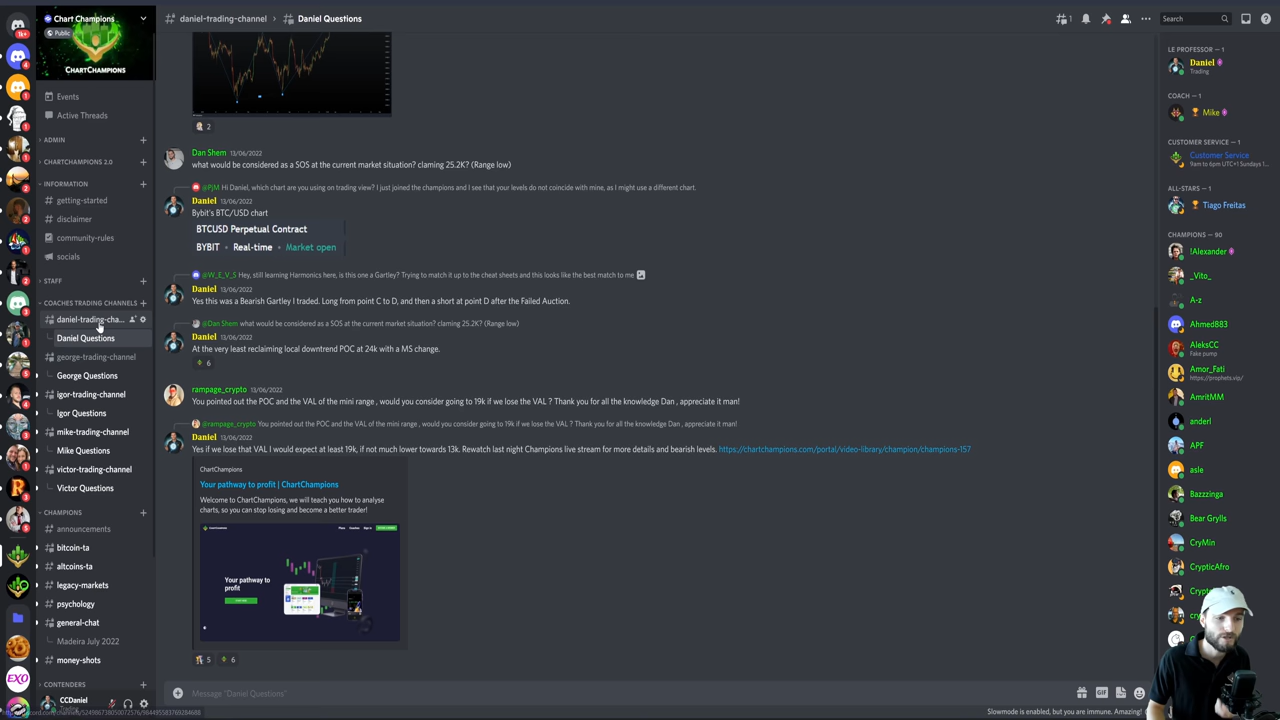 Chart Champions
Public
CHARTCHAMPIONS
Events
Active Threads
ADMIN
CHARTCHAMPIONS 2.0
INFORMATION
getting-started
disclaimer
community-rules
socials
STAFF
COACHES TRADING CHANNELS
daniel-trading-cha...
Daniel Questions
george-trading-channel
George Questions
igor-trading-channel
Igor Questions
mike-trading-channel
Mike Questions
victor-trading-channel
Victor Questions
CHAMPIONS
announcements
bitcoin-ta
altcoins-ta
legacy-markets
psychology
general-chat
Madeira July 2022
money-shots
CONTENDERS
CCDaniel
Trading
daniel-trading-channel > Daniel Questions
1
Search
2
Dan Shem 13/06/2022
what would be considered as a SOS at the current market situation? claming 25.2K? (Range low)
@PjM Hi Daniel, which chart are you using on trading view? I just joined the champions and I see that your levels do not coincide with mine, as I might use a different chart.
Daniel 13/06/2022
Bybit's BTC/USD chart
BTCUSD Perpetual Contract
BYBIT • Real-time • Market open
@W_E_V_S Hey, still learning Harmonics here, is this one a Gartley? Trying to match it up to the cheat sheets and this looks like the best match to me
Daniel 13/06/2022
Yes this was a Bearish Gartley I traded. Long from point C to D, and then a short at point D after the Failed Auction.
@Dan Shem what would be considered as a SOS at the current market situation? claming 25.2K? (Range low)
Daniel 13/06/2022
At the very least reclaiming local downtrend POC at 24k with a MS change.
6
rampage_crypto 13/06/2022
You pointed out the POC and the VAL of the mini range , would you consider going to 19k if we lose the VAL ? Thank you for all the knowledge Dan , appreciate it man!
@rampage_crypto You pointed out the POC and the VAL of the mini range , would you consider going to 19k if we lose the VAL ? Thank you for all the knowledge Dan , appreciate it man!
Daniel 13/06/2022
Yes if we lose that VAL I would expect at least 19k, if not much lower towards 13k. Rewatch last night Champions live stream for more details and bearish levels. https://chartchampions.com/portal/video-library/champion/champions-157
ChartChampions
Your pathway to profit | ChartChampions
Welcome to ChartChampions, we will teach you how to analyse
charts, so you can stop losing and become a better trader!
Your pathway to
profit
5 6
Message "Daniel Questions"
GIF
Slowmode is enabled, but you are immune. Amazing!
LE PROFESSOR — 1
Daniel
Trading
COACH — 1
Mike
CUSTOMER SERVICE — 1
Customer Service
9am to 6pm UTC+1 Sundays 1...
ALL-STARS — 1
Tiago Freitas
CHAMPIONS — 90
!Alexander
_Vito_
A-z
Ahmed883
AleksCC
Fake pump
Amor_Fati
https://prophets.vip/
AmritMM
anderl
APF
asle
Bazzzinga
Bear Grylls
CryMin
CrypticAfro
EXO